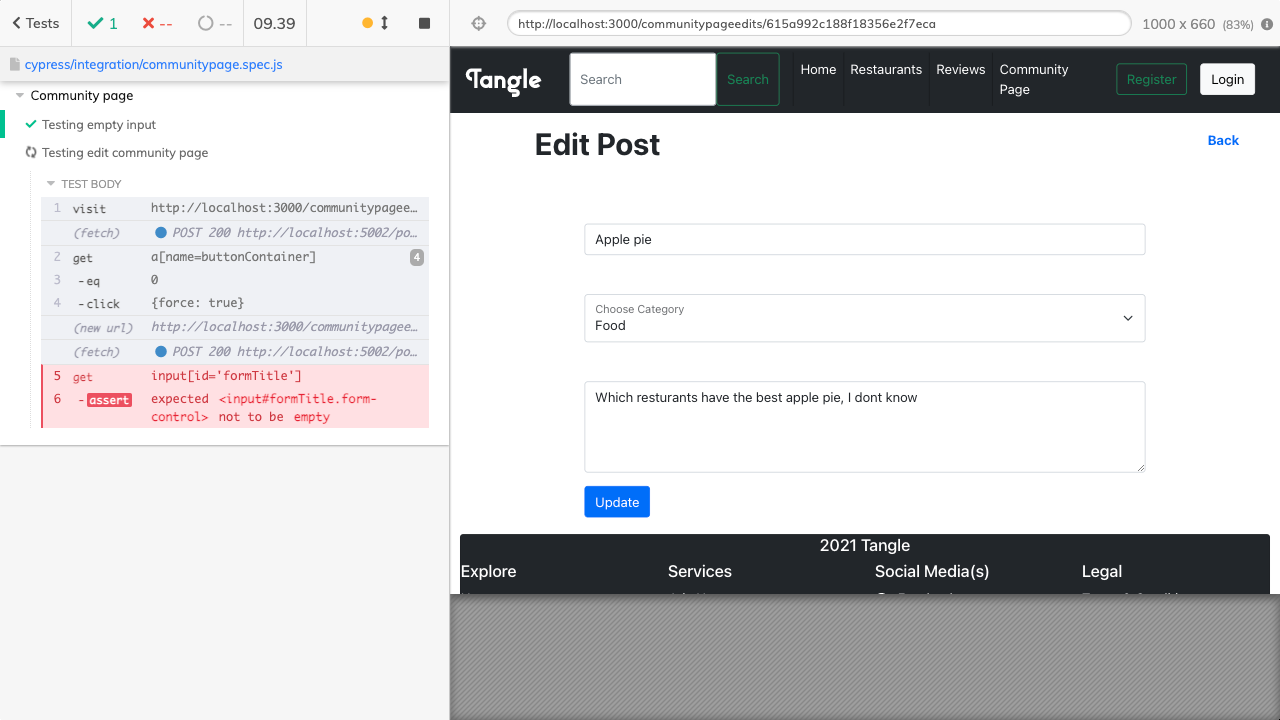 Tests
1
--
--
09.39
http://localhost:3000/communitypageedits/615a992c188f18356e2f7eca
1000 x 660 (83%)
cypress/integration/communitypage.spec.js
Community page
Testing empty input
Testing edit community page
TEST BODY
1 visit http://localhost:3000/communitypagee…
(fetch) POST 200 http://localhost:5002/po…
2 get a[name=buttonContainer] 4
3 -eq 0
4 -click {force: true}
(new url) http://localhost:3000/communitypagee…
(fetch) POST 200 http://localhost:5002/po…
5 get input[id='formTitle']
6 -assert expected <input#formTitle.form-
control> not to be empty
Tangle
Search
Search
Home
Restaurants
Reviews
Community
Page
Register
Login
Edit Post
Back
Apple pie
Choose Category
Food
Which resturants have the best apple pie, I dont know
Update
2021 Tangle
Explore
Services
Social Media(s)
Legal